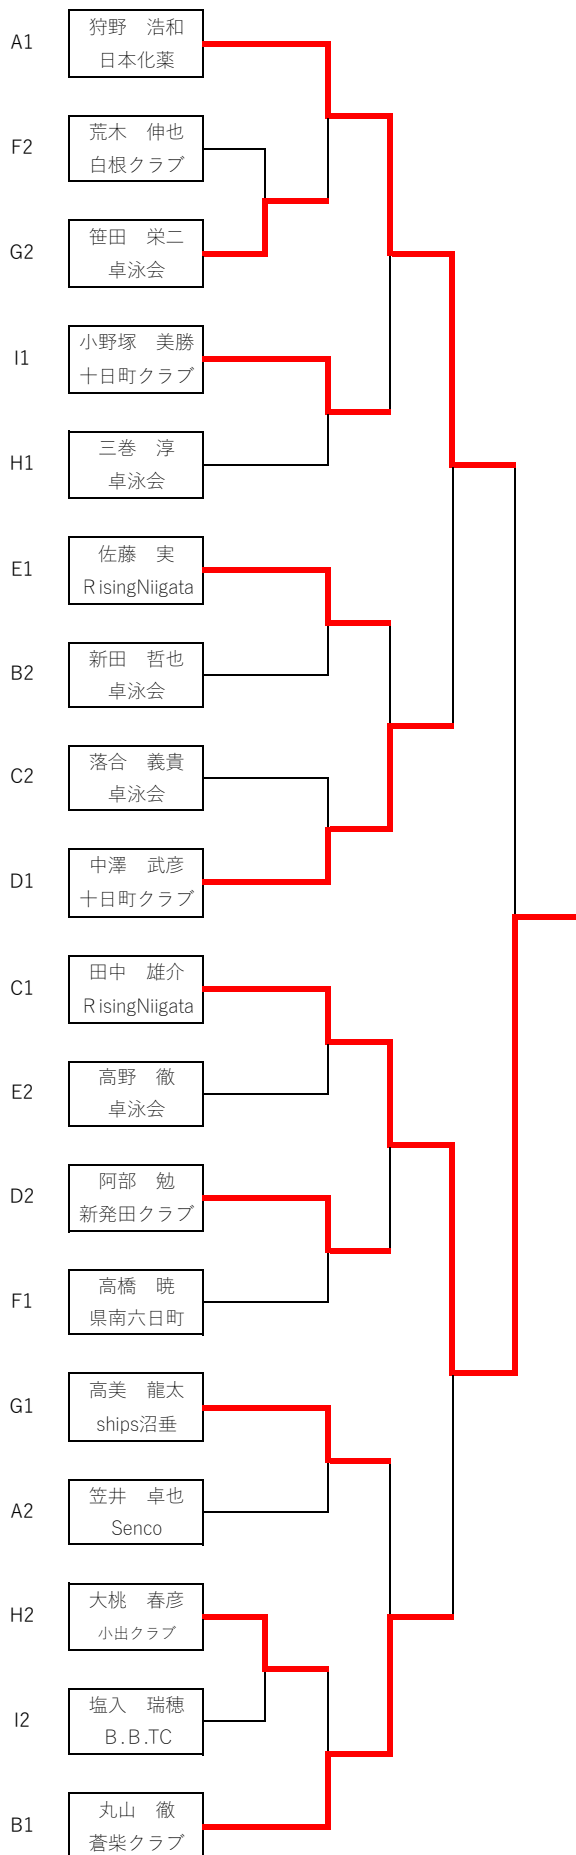 A1
狩野　浩和
日本化薬
F2
荒木　伸也
白根クラブ
G2
笹田　栄二
卓泳会
I1
小野塚　美勝
十日町クラブ
H1
三巻　淳
卓泳会
E1
佐藤　実
RisingNiigata
B2
新田　哲也
卓泳会
C2
落合　義貴
卓泳会
D1
中澤　武彦
十日町クラブ
C1
田中　雄介
RisingNiigata
E2
高野　徹
卓泳会
D2
阿部　勉
新発田クラブ
F1
高橋　暁
県南六日町
G1
高美　龍太
ships沼垂
A2
笠井　卓也
Senco
H2
大桃　春彦
小出クラブ
I2
塩入　瑞穂
B.B.TC
B1
丸山　徹
蒼柴クラブ